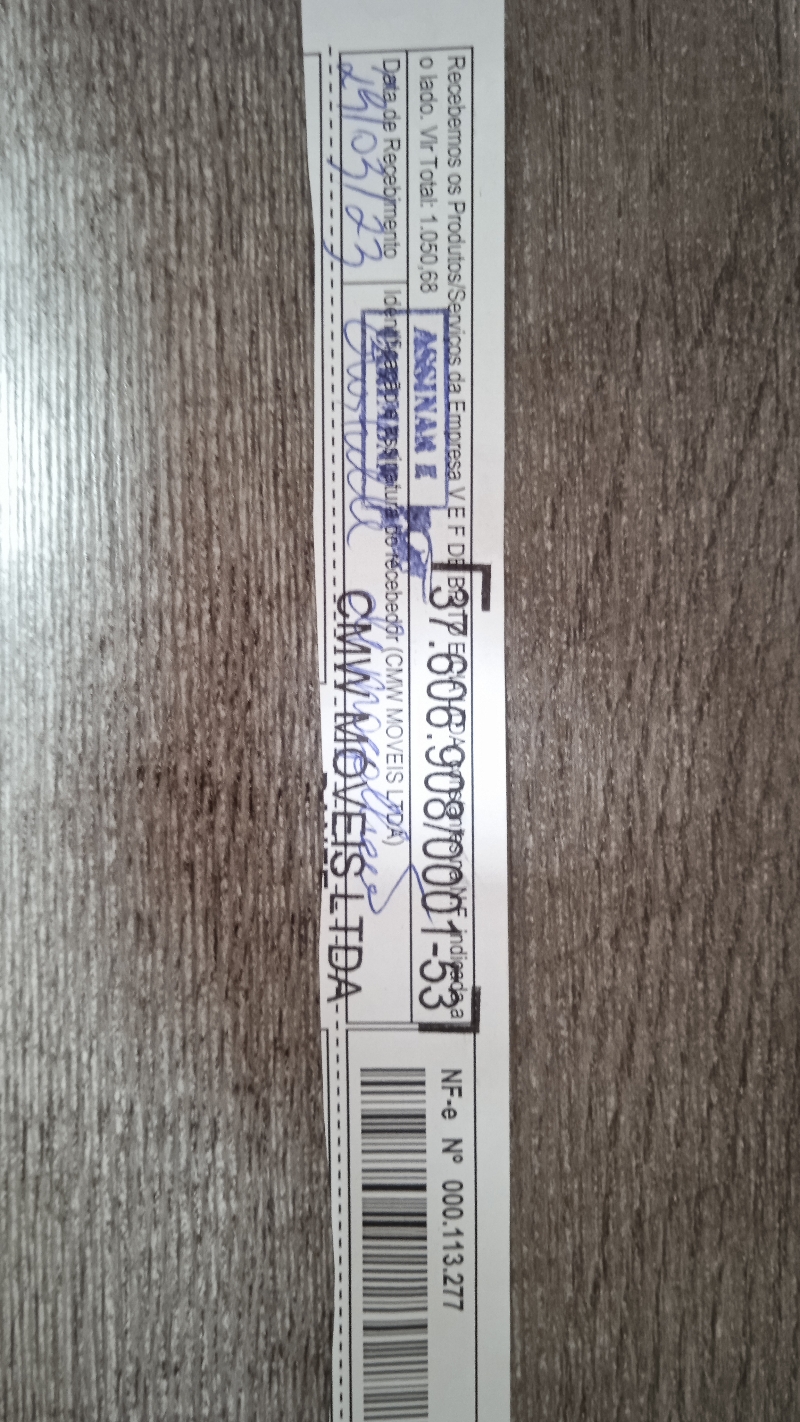 Recebemos os Produtos/Serviços da Empresa V E F DE BRITO E indicada a
o lado. Vlr Total: 1.050,68
ASSINAR E
37.606.908/0001-53
Data de Recebimento
Identificação e assinatura do recebedor (CMW MOVEIS LTDA)
/03/23
CMW MOVEIS LTDA
NF-e Nº 000.113.277